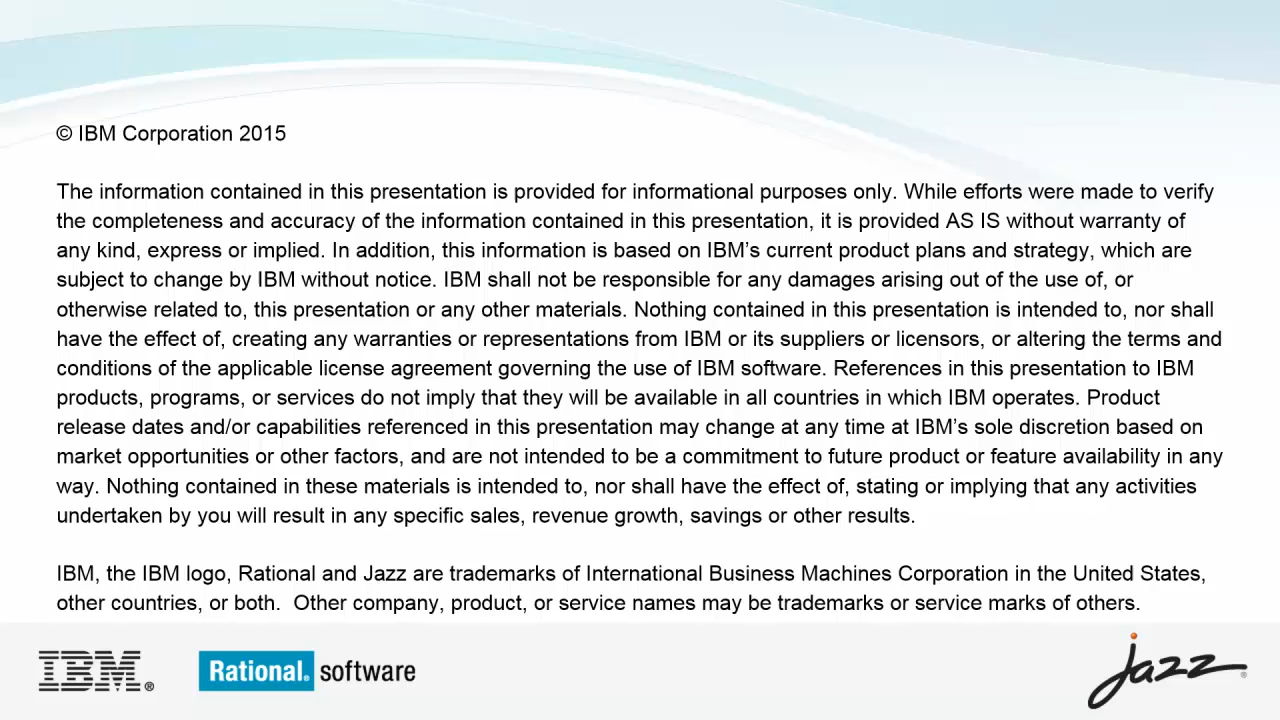 © IBM Corporation 2015
The information contained in this presentation is provided for informational purposes only. While efforts were made to verify
the completeness and accuracy of the information contained in this presentation, it is provided AS IS without warranty of
any kind, express or implied. In addition, this information is based on IBM’s current product plans and strategy, which are
subject to change by IBM without notice. IBM shall not be responsible for any damages arising out of the use of, or
otherwise related to, this presentation or any other materials. Nothing contained in this presentation is intended to, nor shall
have the effect of, creating any warranties or representations from IBM or its suppliers or licensors, or altering the terms and
conditions of the applicable license agreement governing the use of IBM software. References in this presentation to IBM
products, programs, or services do not imply that they will be available in all countries in which IBM operates. Product
release dates and/or capabilities referenced in this presentation may change at any time at IBM’s sole discretion based on
market opportunities or other factors, and are not intended to be a commitment to future product or feature availability in any
way. Nothing contained in these materials is intended to, nor shall have the effect of, stating or implying that any activities
undertaken by you will result in any specific sales, revenue growth, savings or other results.
IBM, the IBM logo, Rational and Jazz are trademarks of International Business Machines Corporation in the United States,
other countries, or both.  Other company, product, or service names may be trademarks or service marks of others.
IBM® Rational® software jazz®